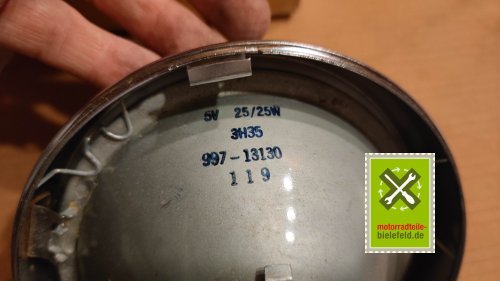 6V 25/25W
3H35
997-13130
119
motorradteile-
bielefeld.de